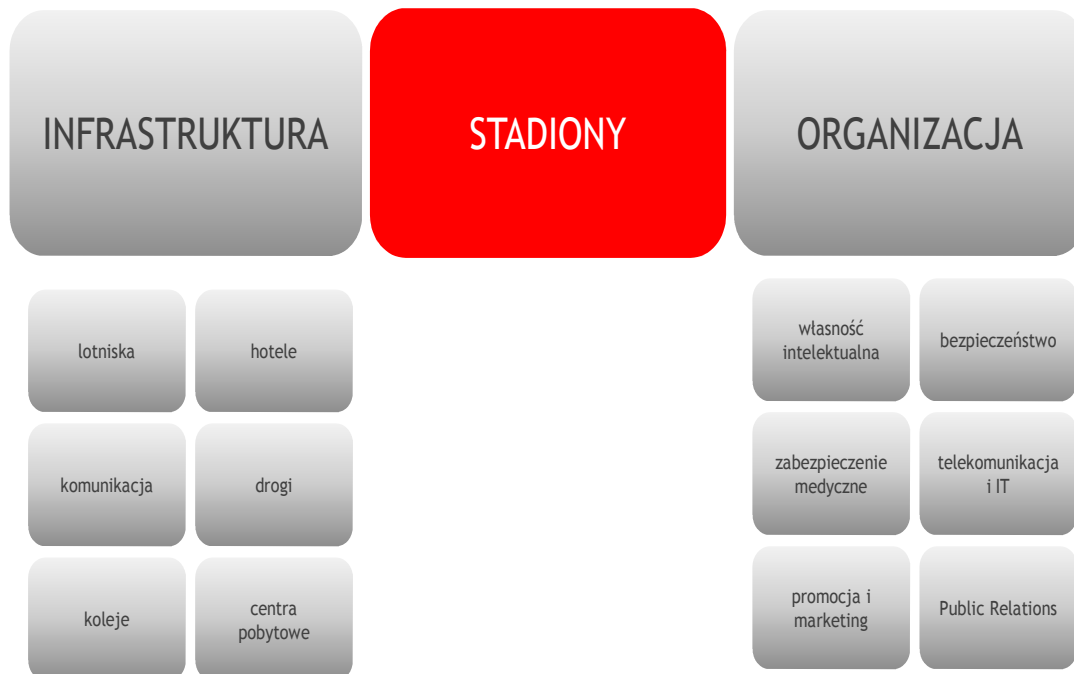 INFRASTRUKTURA
STADIONY
ORGANIZACJA
lotniska
hotele
komunikacja
drogi
koleje
centra
pobytowe
własność
intelektualna
bezpieczeństwo
zabezpieczenie
medyczne
telekomunikacja
i IT
promocja i
marketing
Public Relations